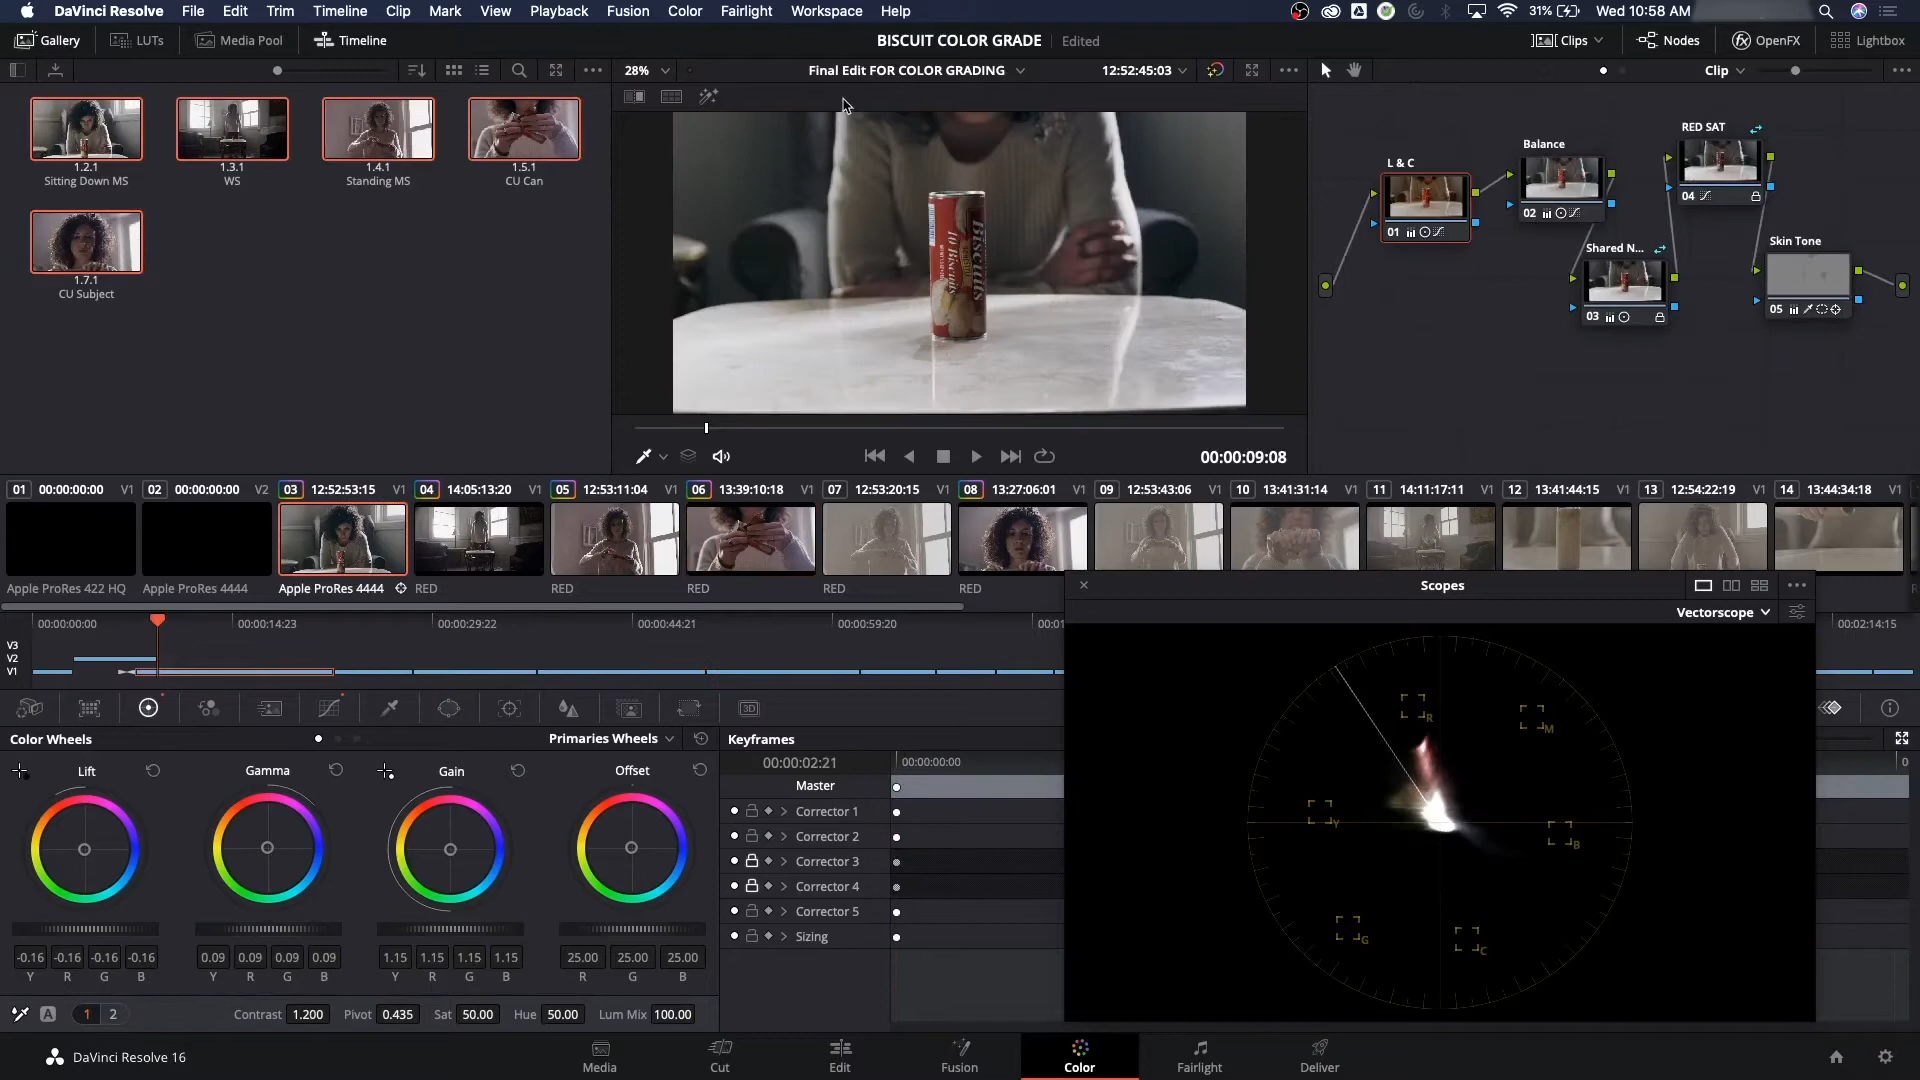 DaVinci Resolve File Edit Trim Timeline Clip Mark View Playback Fusion Color Fairlight Workspace Help 31% Wed 10:58 AM
Gallery LUTs Media Pool Timeline BISCUIT COLOR GRADE Edited Clips Nodes OpenFX Lightbox
28% Final Edit FOR COLOR GRADING 12:52:45:03 Clip
1.2.1 1.3.1 1.4.1 1.5.1
Sitting Down MS WS Standing MS CU Can
1.7.1
CU Subject
Biscuits
10 Biscuits
L & C
01
Balance
02
Shared N...
03
RED SAT
04
Skin Tone
05
00:00:09:08
01 00:00:00:00 V1 02 00:00:00:00 V2 03 12:52:53:15 V1 04 14:05:13:20 V1 05 12:53:11:04 V1 06 13:39:10:18 V1 07 12:53:20:15 V1 08 13:27:06:01 V1 09 12:53:43:06 V1 10 13:41:31:14 V1 11 14:11:17:11 V1 12 13:41:44:15 V1 13 12:54:22:19 V1 14 13:44:34:18 V1
Apple ProRes 422 HQ Apple ProRes 4444 Apple ProRes 4444 RED RED RED RED RED
00:00:00:00 00:00:14:23 00:00:29:22 00:00:44:21 00:00:59:20 00:01 00:02:14:15
V3
V2
V1
Scopes
Vectorscope
R
M
Y
B
G
C
3D
Color Wheels Primaries Wheels
Lift Gamma Gain Offset
-0.16 -0.16 -0.16 -0.16 0.09 0.09 0.09 0.09 1.15 1.15 1.15 1.15 25.00 25.00 25.00
Y R G B Y R G B Y R G B R G B
A 1 2 Contrast 1.200 Pivot 0.435 Sat 50.00 Hue 50.00 Lum Mix 100.00
Keyframes
00:00:02:21 00:00:00:00 0
Master
Corrector 1
Corrector 2
Corrector 3
Corrector 4
Corrector 5
Sizing
DaVinci Resolve 16 Media Cut Edit Fusion Color Fairlight Deliver